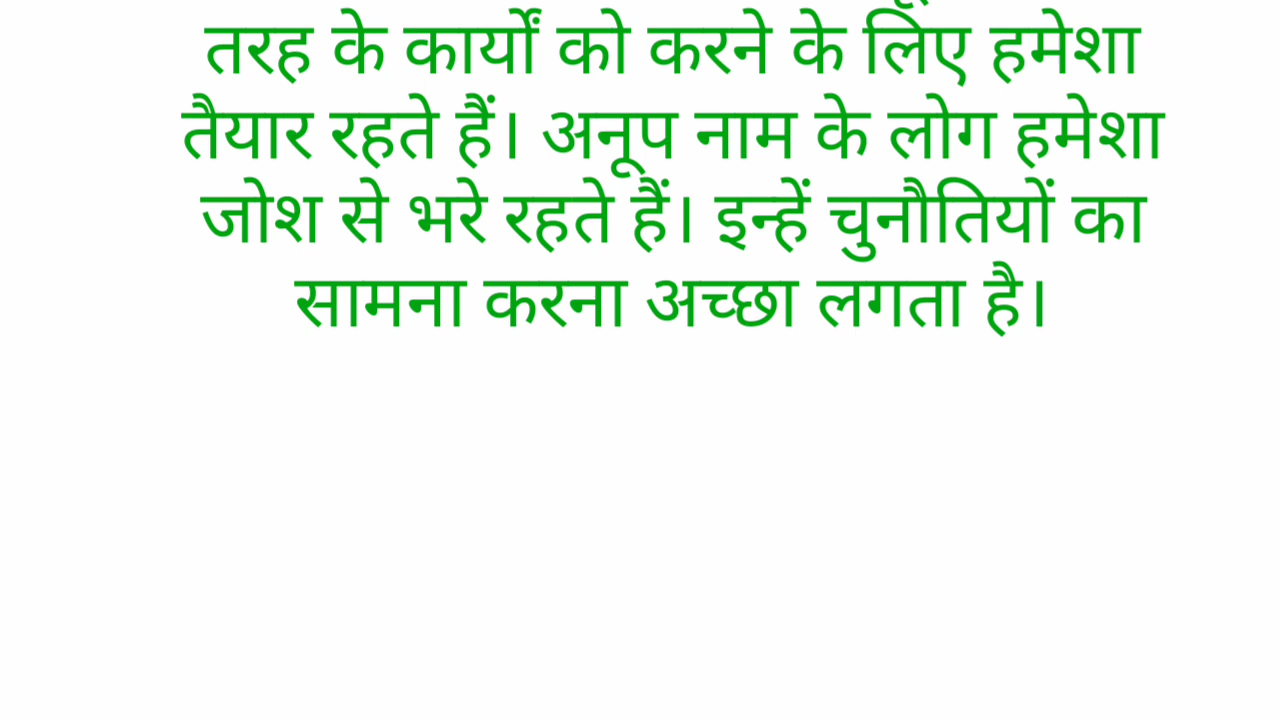 तरह के कार्यों को करने के लिए हमेशा
तैयार रहते हैं। अनूप नाम के लोग हमेशा
जोश से भरे रहते हैं। इन्हें चुनौतियों का
सामना करना अच्छा लगता है।